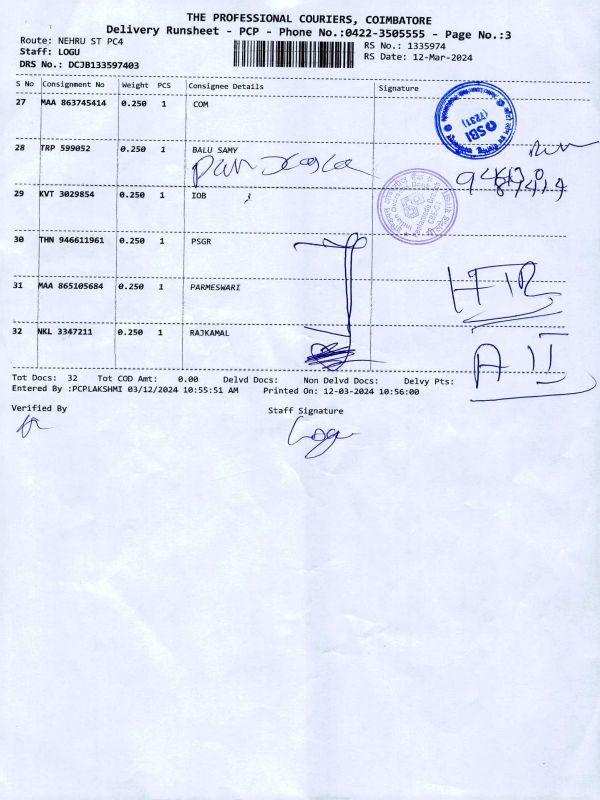 THE PROFESSIONAL COURIERS, COIMBATORE
Delivery Runsheet - PCP - Phone No.:0422-3505555 - Page No.:3
Route: NEHRU ST PC4 RS No.: 1335974
Staff: LOGU RS Date: 12-Mar-2024
DRS No.: DCJB133597403
S No Consignment No Weight PCS Consignee Details Signature
27 MAA 863745414 0.250 1 COM
SBI
(7231)
28 TRP 599052 0.250 1 BALU SAMY
29 KVT 3029854 0.250 1 IOB
30 THN 946611961 0.250 1 PSGR
31 MAA 865105684 0.250 1 PARMESWARI
32 NKL 3347211 0.250 1 RAJKAMAL
Tot Docs: 32 Tot COD Amt: 0.00 Delvd Docs: Non Delvd Docs: Delvy Pts:
Entered By :PCPLAKSHMI 03/12/2024 10:55:51 AM Printed On: 12-03-2024 10:56:00
Verified By Staff Signature
Logu